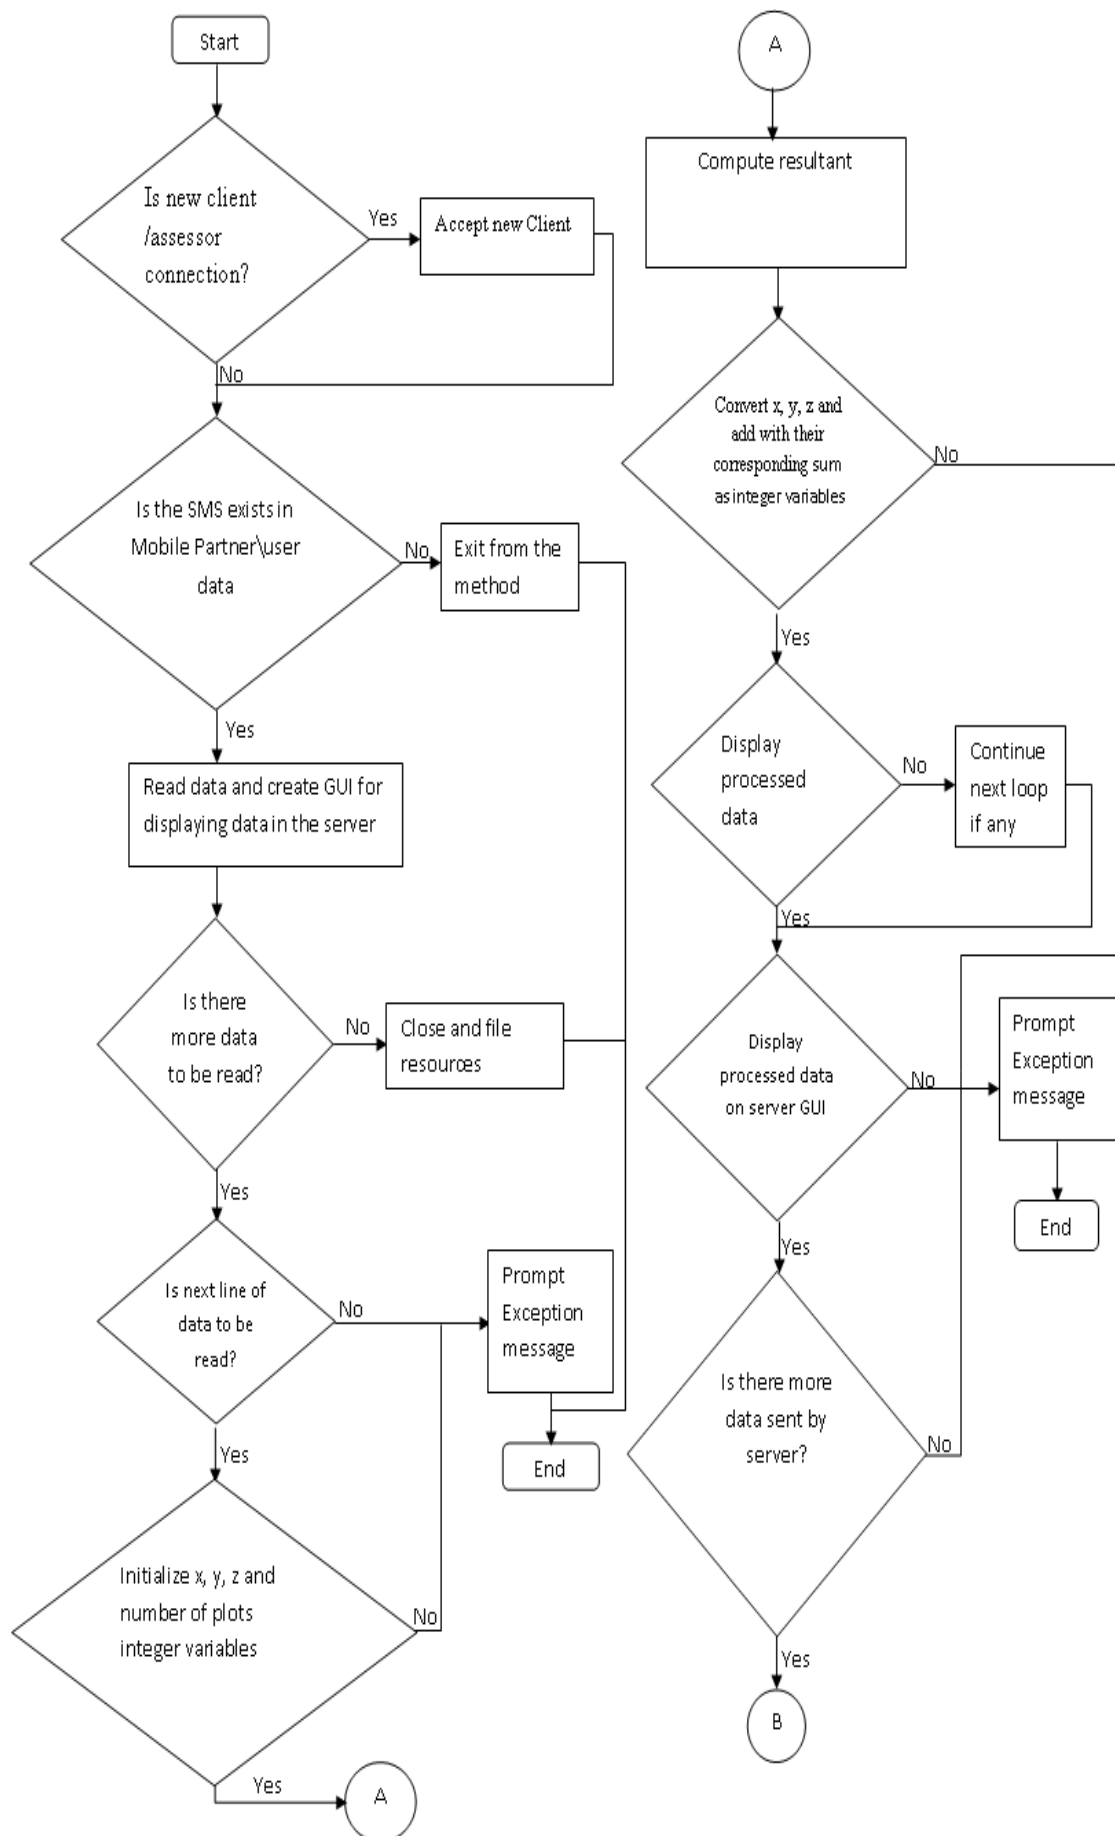 Start
Is new client
/assessor
connection?
Yes
Accept new Client
No
Is the SMS exists in
Mobile Partner\user
data
No
Exit from the
method
Yes
Read data and create GUI for
displaying data in the server
Is there
more data
to be read?
No
Close and file
resources
Yes
Is next line of
data to be
read?
No
Prompt
Exception
message
End
Yes
Initialize x, y, z and
number of plots
integer variables
No
Yes
A
A
Compute resultant
Convert x, y, z and
add with their
corresponding sum
as integer variables
No
Yes
Display
processed
data
No
Continue
next loop
if any
Yes
Display
processed data
on server GUI
No
Prompt
Exception
message
End
Yes
Is there more
data sent by
server?
No
Yes
B